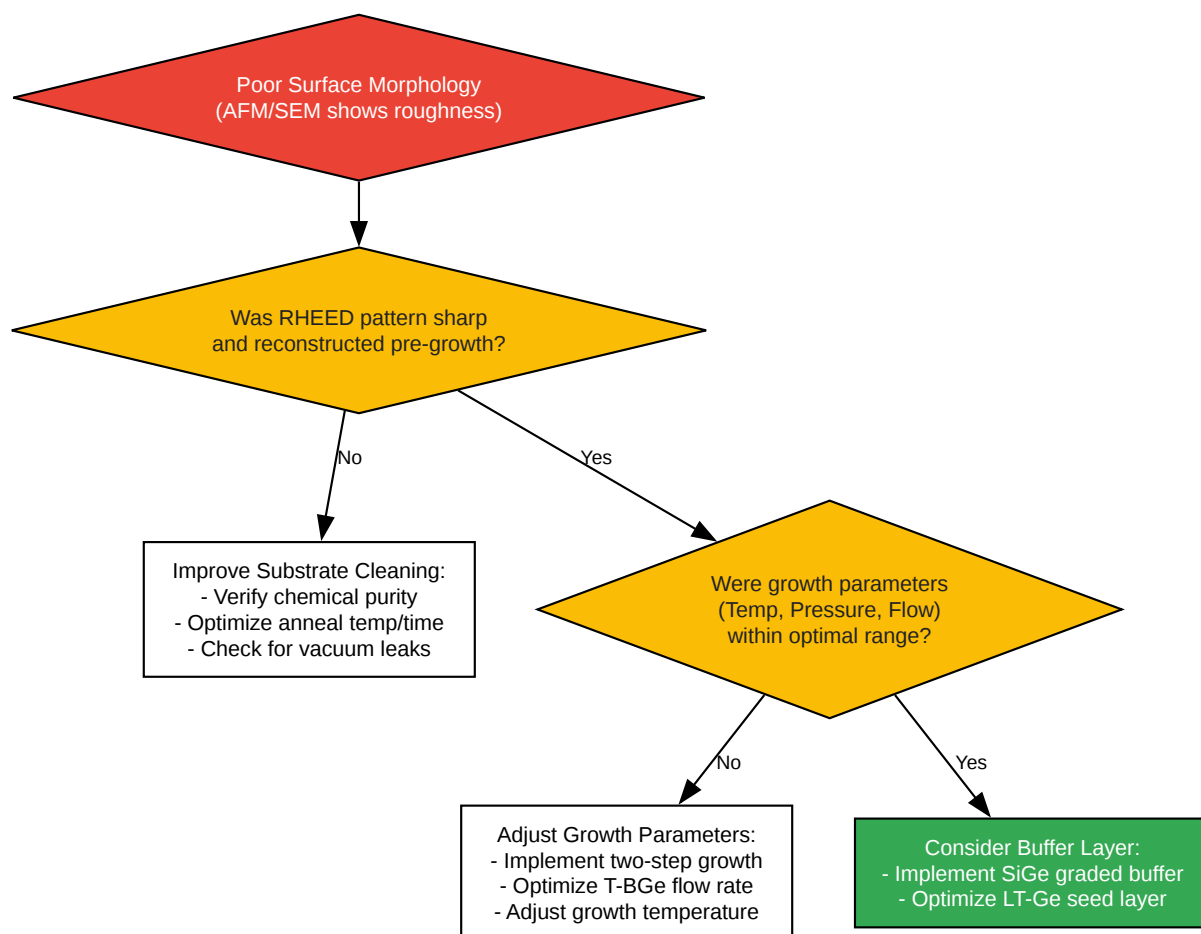 Poor Surface Morphology
(AFM/SEM shows roughness)
Was RHEED pattern sharp
and reconstructed pre-growth?
No
Yes
Improve Substrate Cleaning:
- Verify chemical purity
- Optimize anneal temp/time
- Check for vacuum leaks
Were growth parameters
(Temp, Pressure, Flow)
within optimal range?
No
Yes
Adjust Growth Parameters:
- Implement two-step growth
- Optimize T-BGe flow rate
- Adjust growth temperature
Consider Buffer Layer:
- Implement SiGe graded buffer
- Optimize LT-Ge seed layer